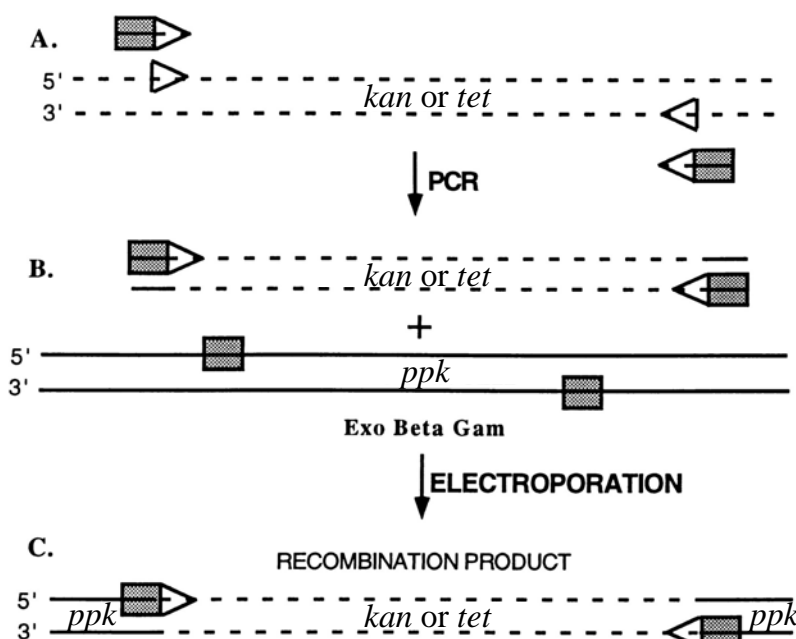 A.
5'
kan or tet
3'
PCR
B.
kan or tet
+
5'
ppk
3'
Exo Beta Gam
ELECTROPORATION
C.
RECOMBINATION PRODUCT
5'
ppk kan or tet ppk
3'